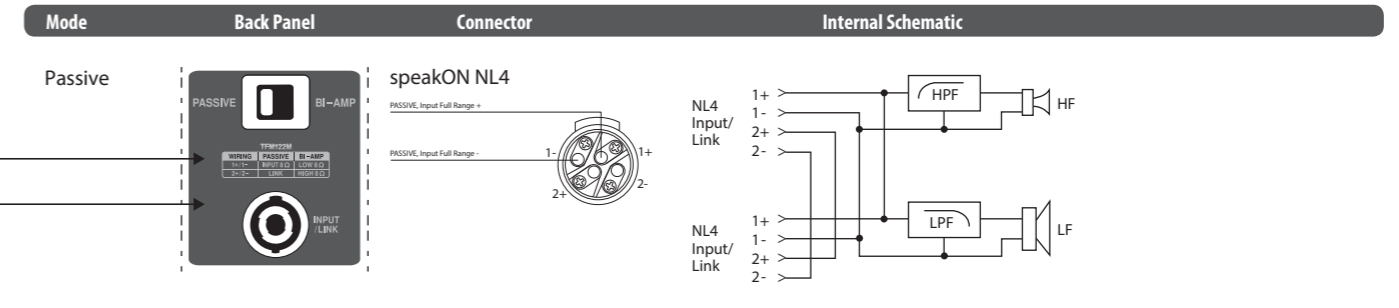 Mode Back Panel Connector Internal Schematic
Passive
PASSIVE BI-AMP
TFM122M
WIRING PASSIVE BI-AMP
1+/1- INPUT 8 Ω LOW 8 Ω
2+/2- LINK HIGH 8 Ω
INPUT
/LINK
speakON NL4
PASSIVE, Input Full Range +
PASSIVE, Input Full Range -
1-
1+
2+
2-
NL4
Input/
Link
1+
1-
2+
2-
HPF
HF
NL4
Input/
Link
1+
1-
2+
2-
LPF
LF